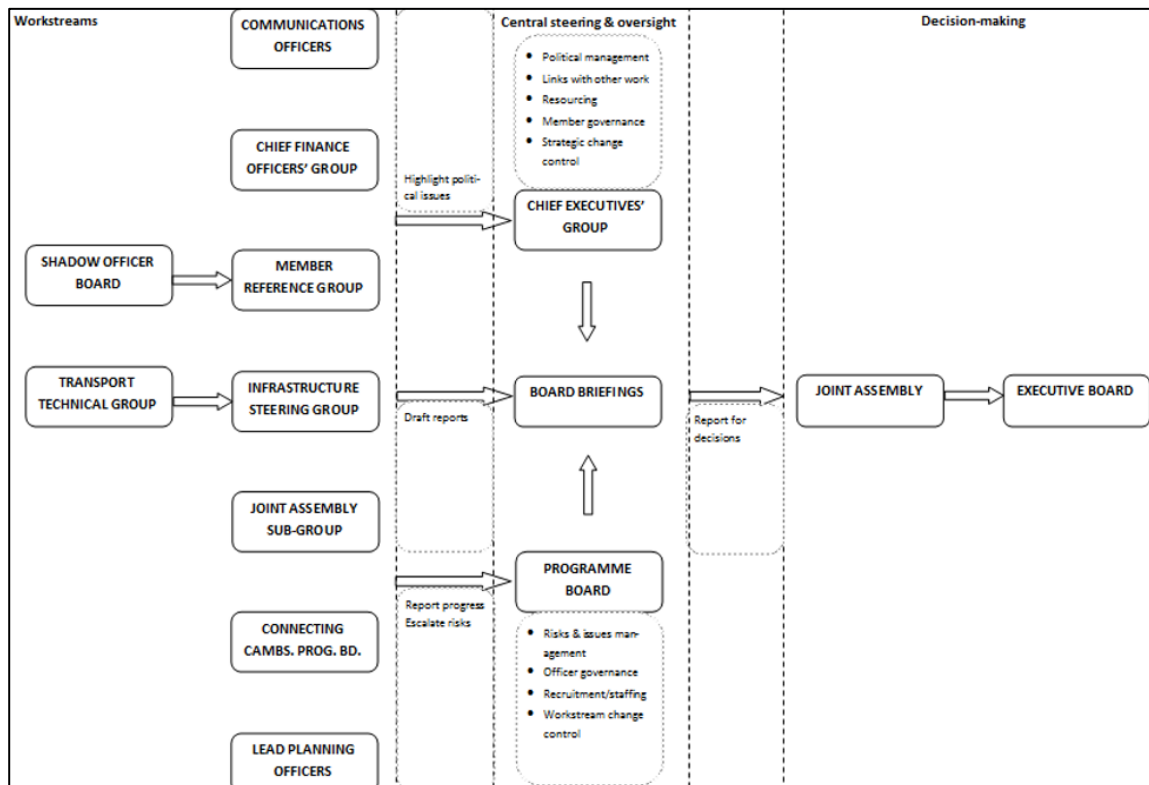 Workstreams
Central steering & oversight
Decision-making
COMMUNICATIONS
OFFICERS
CHIEF FINANCE
OFFICERS' GROUP
SHADOW OFFICER
BOARD
MEMBER
REFERENCE GROUP
TRANSPORT
TECHNICAL GROUP
INFRASTRUCTURE
STEERING GROUP
JOINT ASSEMBLY
SUB-GROUP
CONNECTING
CAMBS. PROG. BD.
LEAD PLANNING
OFFICERS
Highlight politi-
cal issues
Draft reports
Report progress
Escalate risks
• Political management
• Links with other work
• Resourcing
• Member governance
• Strategic change
control
CHIEF EXECUTIVES'
GROUP
BOARD BRIEFINGS
PROGRAMME
BOARD
• Risks & issues man-
agement
• Officer governance
• Recruitment/staffing
• Workstream change
control
Report for
decisions
JOINT ASSEMBLY
EXECUTIVE BOARD